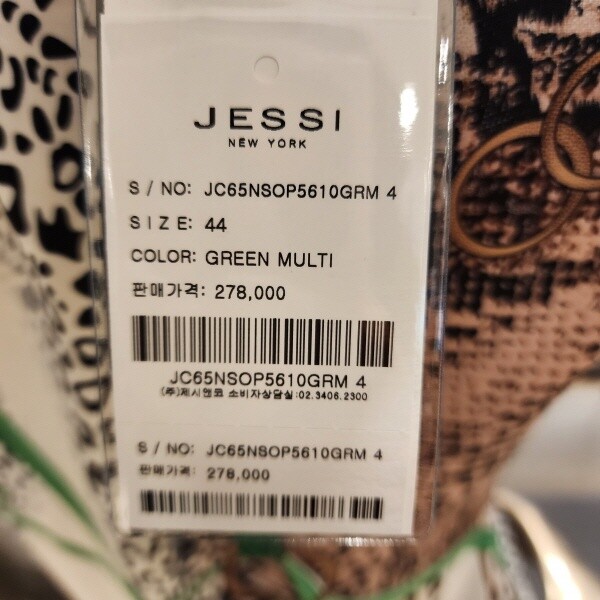 JESSI
NEW YORK
S / NO: JC65NSOP5610GRM 4
SIZE: 44
COLOR: GREEN MULTI
판매가격: 278,000
JC65NSOP5610GRM 4
(주)제시앤코 소비자상담실:02.3406.2300
S / NO: JC65NSOP5610GRM 4
판매가격: 278,000